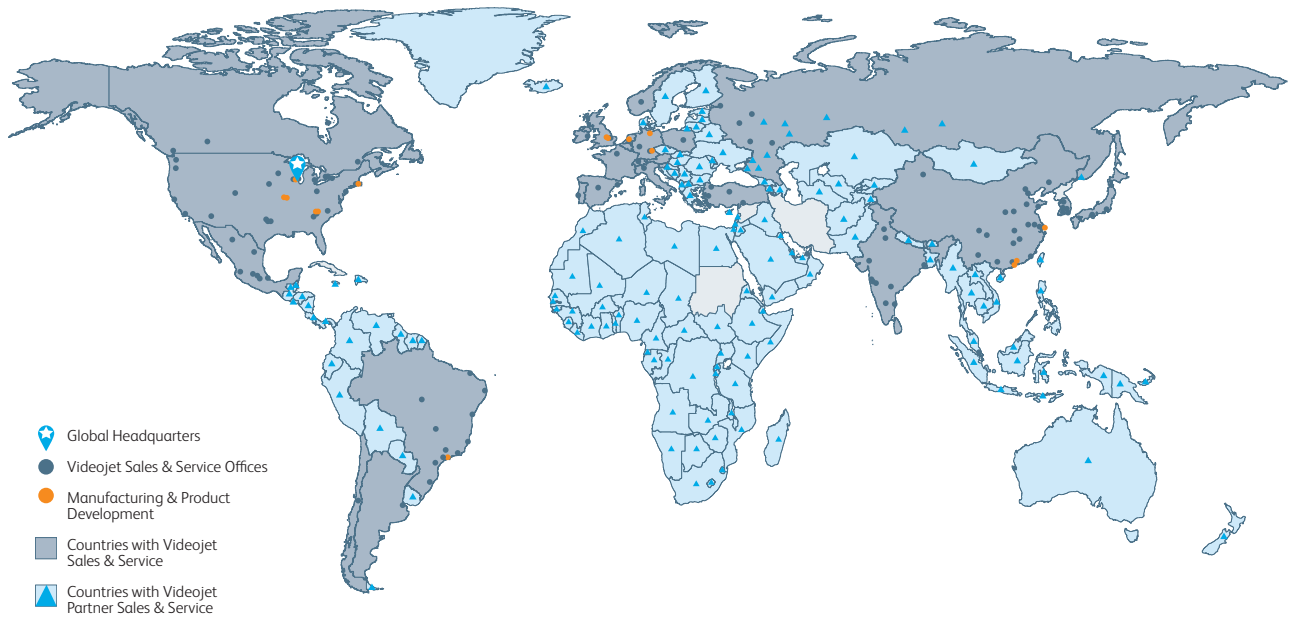 Global Headquarters
Videojet Sales & Service Offices
Manufacturing & Product
Development
Countries with Videojet
Sales & Service
Countries with Videojet
Partner Sales & Service